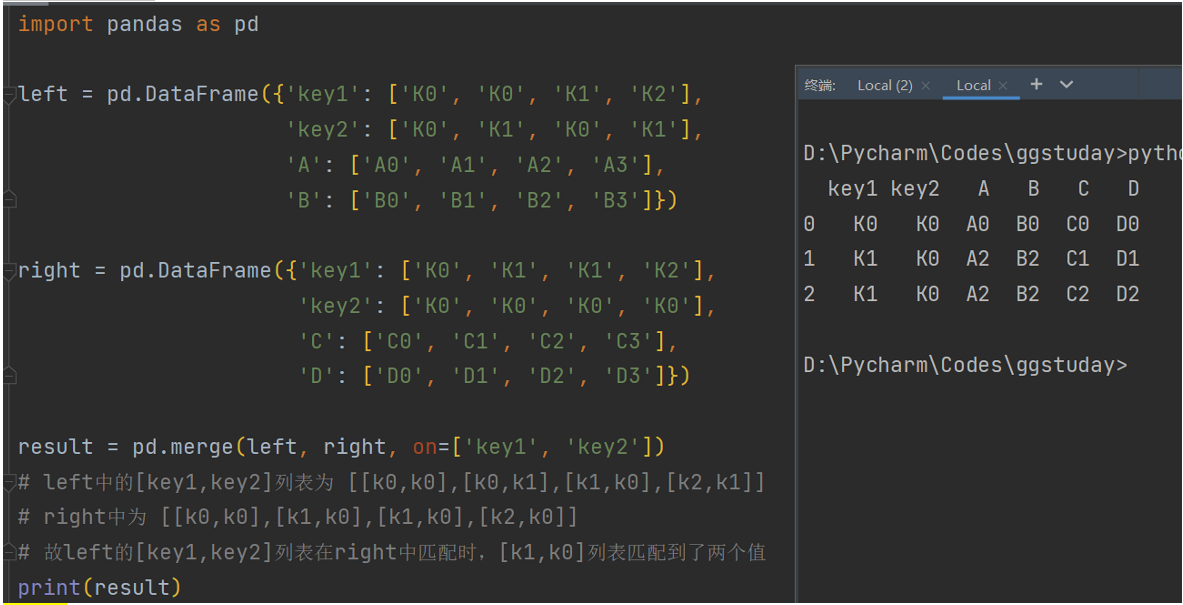 import pandas as pd
left = pd.DataFrame({'key1': ['K0', 'K0', 'K1', 'K2'],
'key2': ['K0', 'K1', 'K0', 'K1'],
'A': ['A0', 'A1', 'A2', 'A3'],
'B': ['B0', 'B1', 'B2', 'B3']})
right = pd.DataFrame({'key1': ['K0', 'K1', 'K1', 'K2'],
'key2': ['K0', 'K0', 'K0', 'K0'],
'C': ['C0', 'C1', 'C2', 'C3'],
'D': ['D0', 'D1', 'D2', 'D3']})
result = pd.merge(left, right, on=['key1', 'key2'])
# left中的[key1,key2]列表为 [[k0,k0],[k0,k1],[k1,k0],[k2,k1]]
# right中为 [[k0,k0],[k1,k0],[k1,k0],[k2,k0]]
# 故left的[key1,key2]列表在right中匹配时，[k1,k0]列表匹配到了两个值
print(result)
终端: Local (2) × Local × +
D:\Pycharm\Codes\ggstuday>pytho
key1 key2 A B C D
0 K0 K0 A0 B0 C0 D0
1 K1 K0 A2 B2 C1 D1
2 K1 K0 A2 B2 C2 D2
D:\Pycharm\Codes\ggstuday>